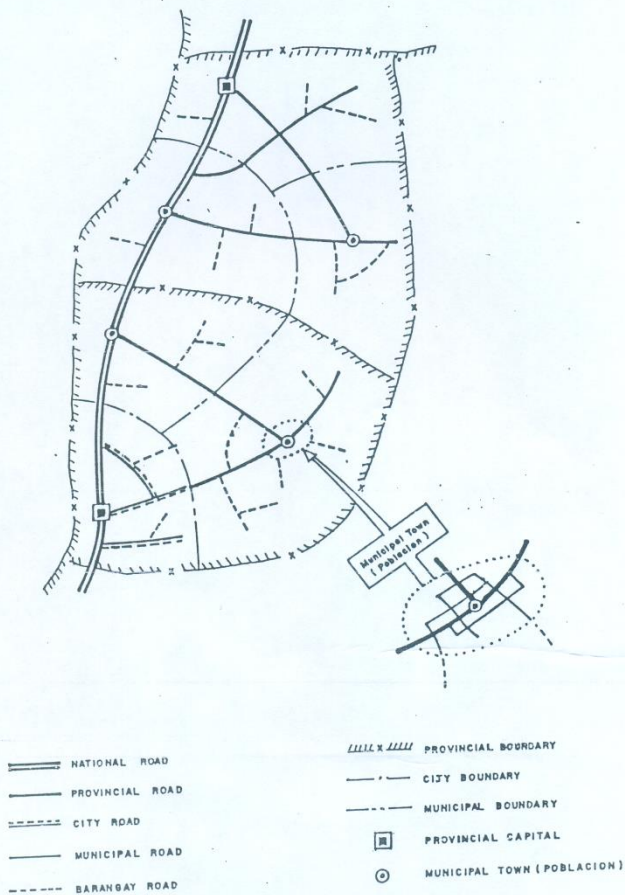 Municipal Town
(Poblacion)
NATIONAL ROAD
PROVINCIAL ROAD
CITY ROAD
MUNICIPAL ROAD
BARANGAY ROAD
PROVINCIAL BOUNDARY
CITY BOUNDARY
MUNICIPAL BOUNDARY
PROVINCIAL CAPITAL
MUNICIPAL TOWN (POBLACION)